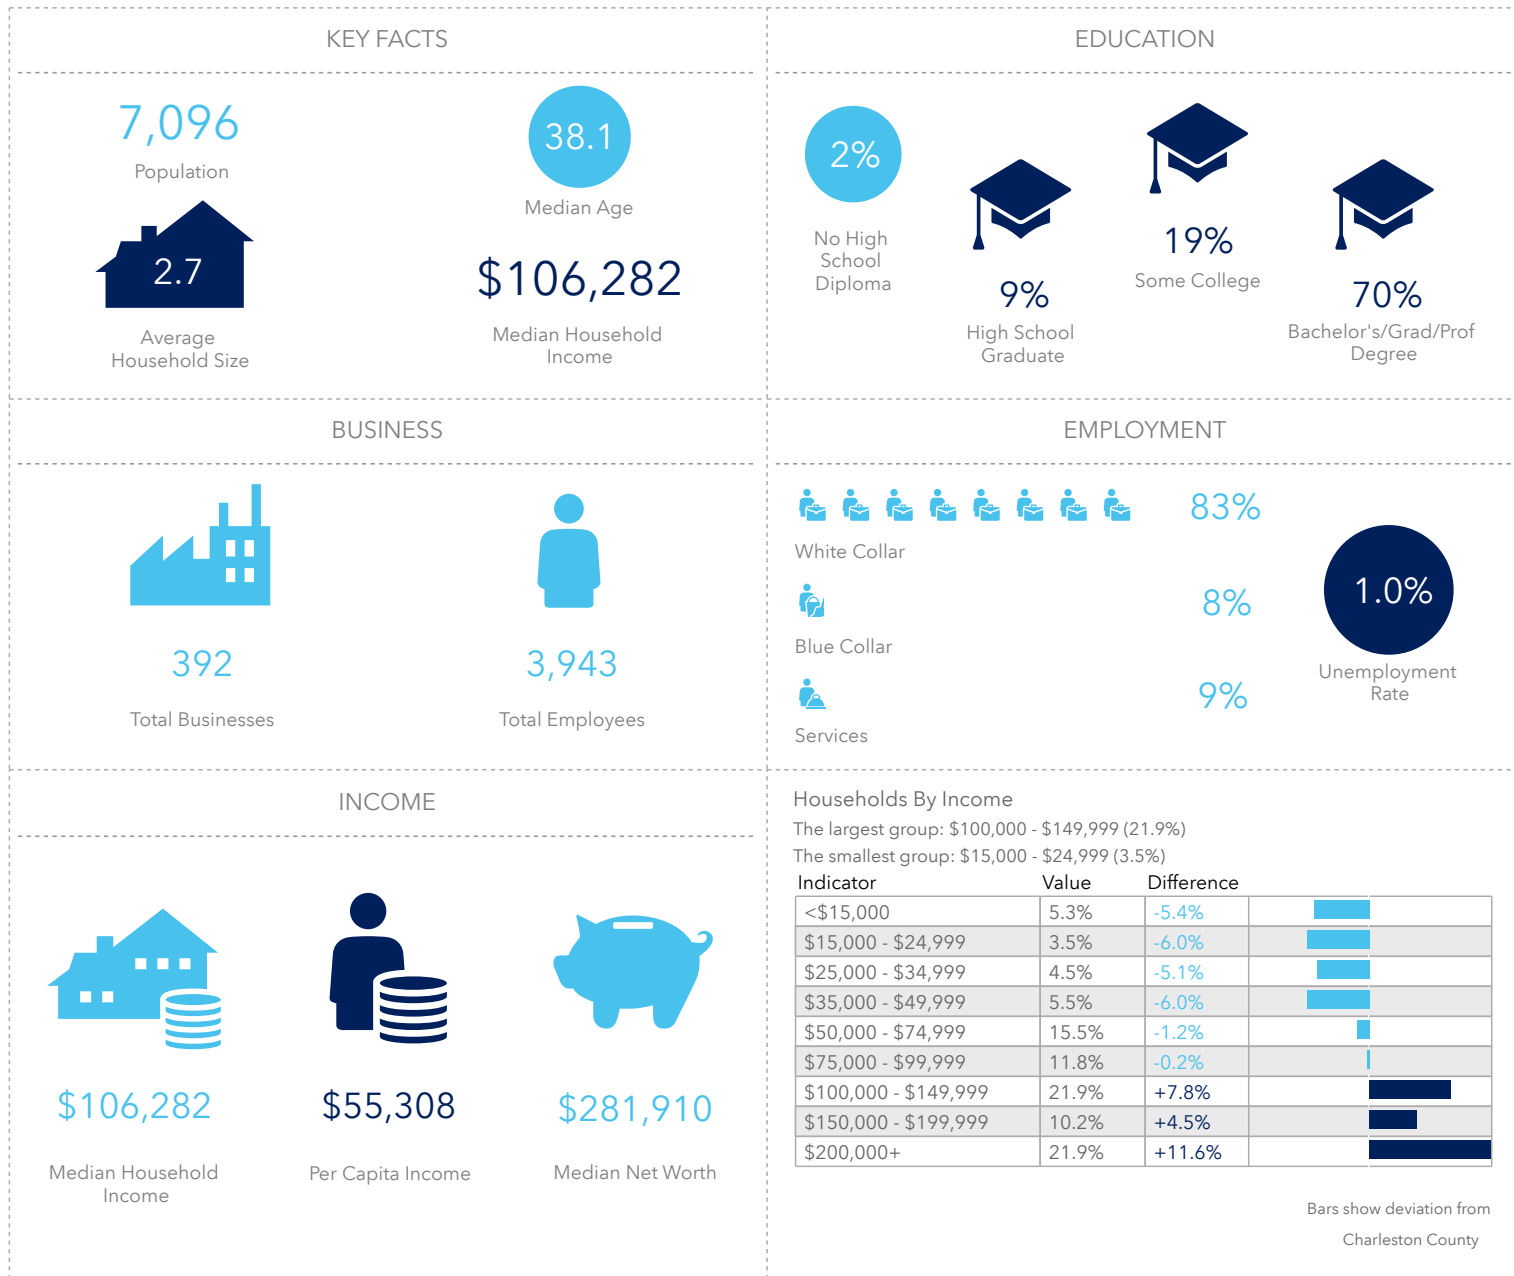 KEY FACTS
7,096
Population
38.1
Median Age
2.7
Average
Household Size
$106,282
Median Household
Income
EDUCATION
2%
No High
School
Diploma
9%
High School
Graduate
19%
Some College
70%
Bachelor's/Grad/Prof
Degree
BUSINESS
392
Total Businesses
3,943
Total Employees
EMPLOYMENT
83%
White Collar
8%
Blue Collar
9%
Services
1.0%
Unemployment
Rate
INCOME
$106,282
Median Household
Income
$55,308
Per Capita Income
$281,910
Median Net Worth
Households By Income
The largest group: $100,000 - $149,999 (21.9%)
The smallest group: $15,000 - $24,999 (3.5%)
Indicator Value Difference
<$15,000 5.3% -5.4%
$15,000 - $24,999 3.5% -6.0%
$25,000 - $34,999 4.5% -5.1%
$35,000 - $49,999 5.5% -6.0%
$50,000 - $74,999 15.5% -1.2%
$75,000 - $99,999 11.8% -0.2%
$100,000 - $149,999 21.9% +7.8%
$150,000 - $199,999 10.2% +4.5%
$200,000+ 21.9% +11.6%
Bars show deviation from
Charleston County